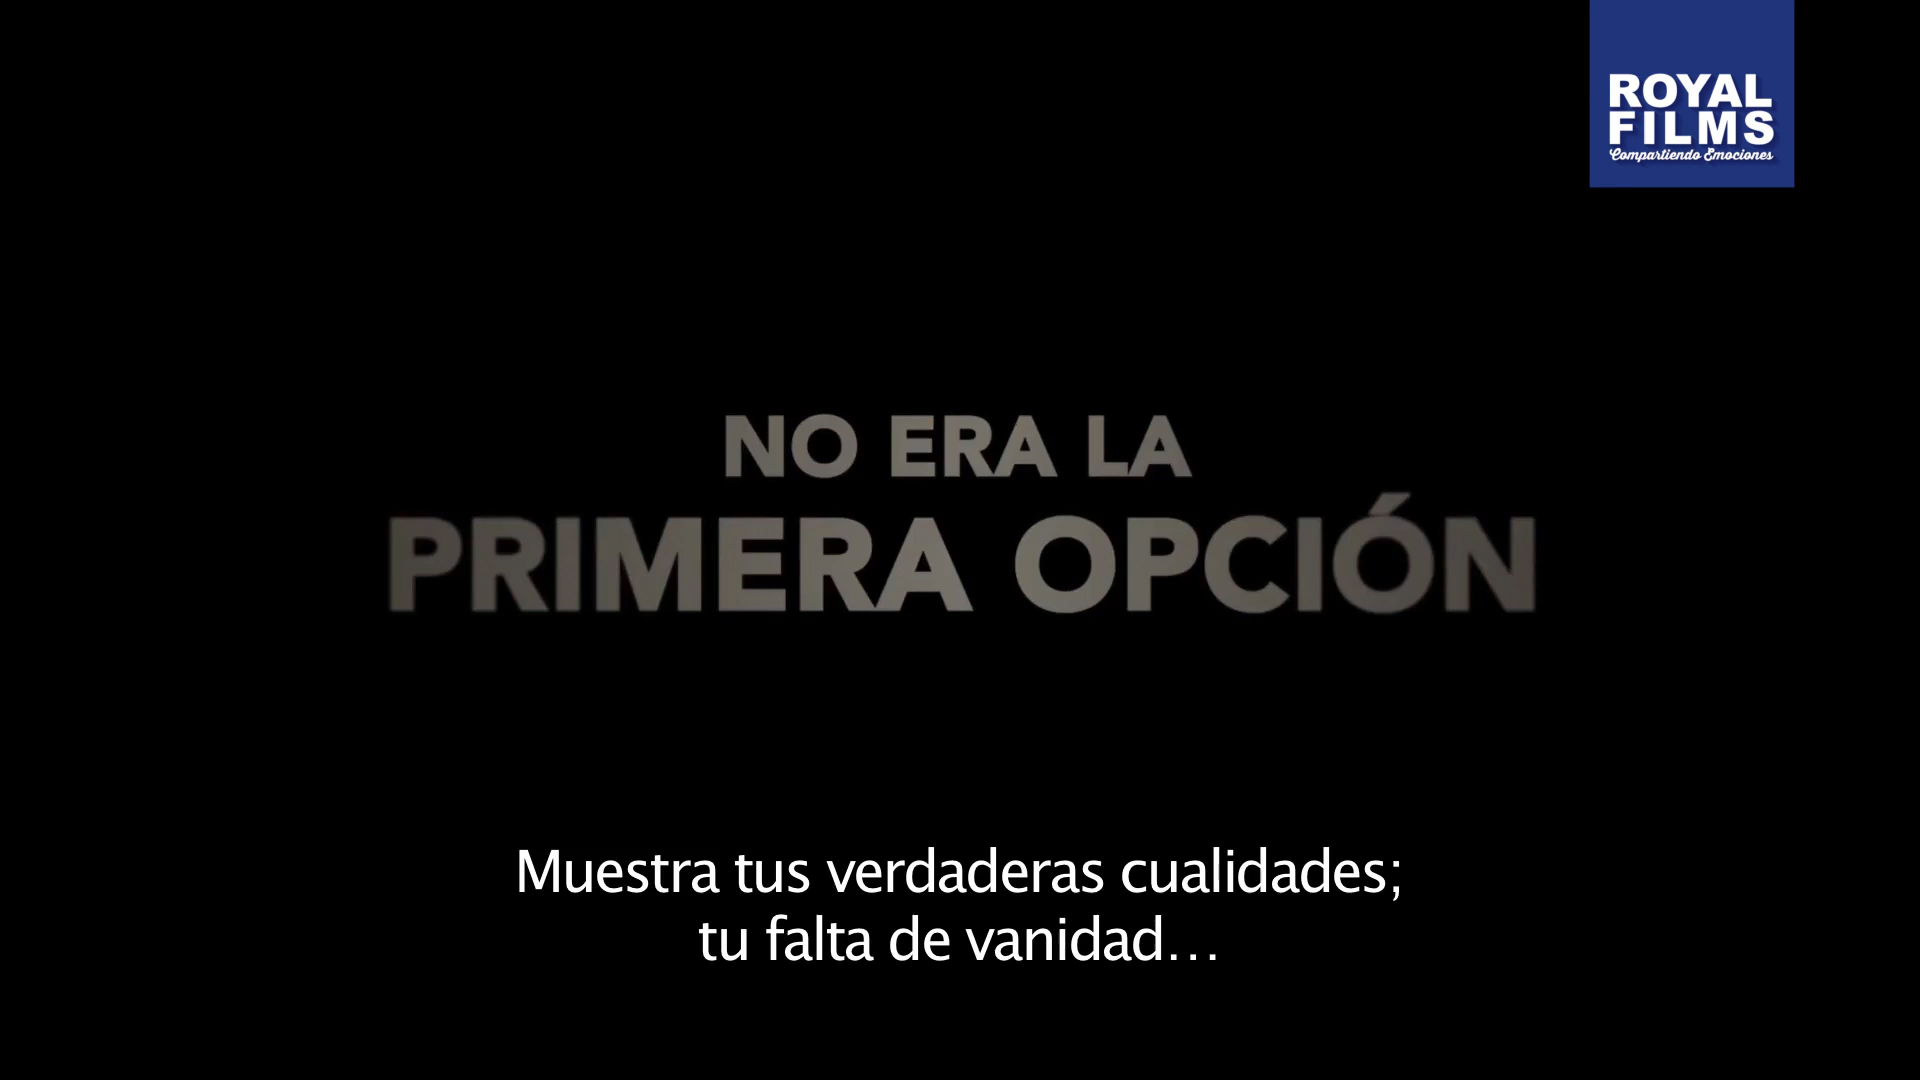 ROYAL
FILMS
Compartiendo Emociones
NO ERA LA
PRIMERA OPCIÓN
Muestra tus verdaderas cualidades;
tu falta de vanidad…